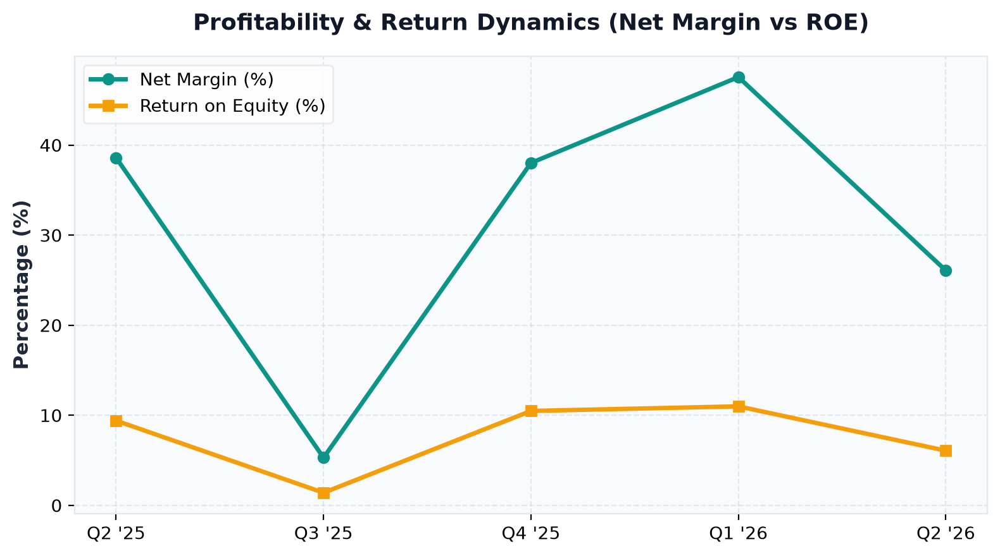 Profitability & Return Dynamics (Net Margin vs ROE)
Net Margin (%)
Return on Equity (%)
Percentage (%)
40
30
20
10
0
Q2 '25
Q3 '25
Q4 '25
Q1 '26
Q2 '26